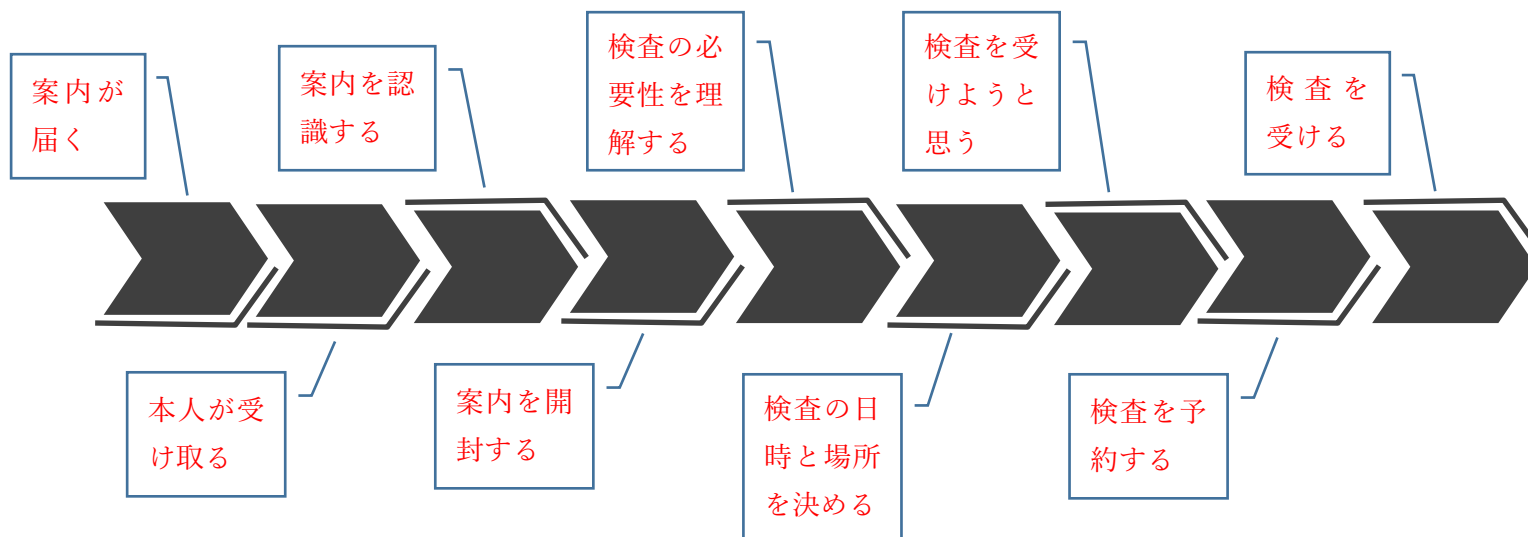 案内が
届く
本人が受
け取る
案内を認
識する
案内を開
封する
検査の必
要性を理
解する
検査の日
時と場所
を決める
検査を受
けようと
思う
検査を予
約する
検査を
受ける